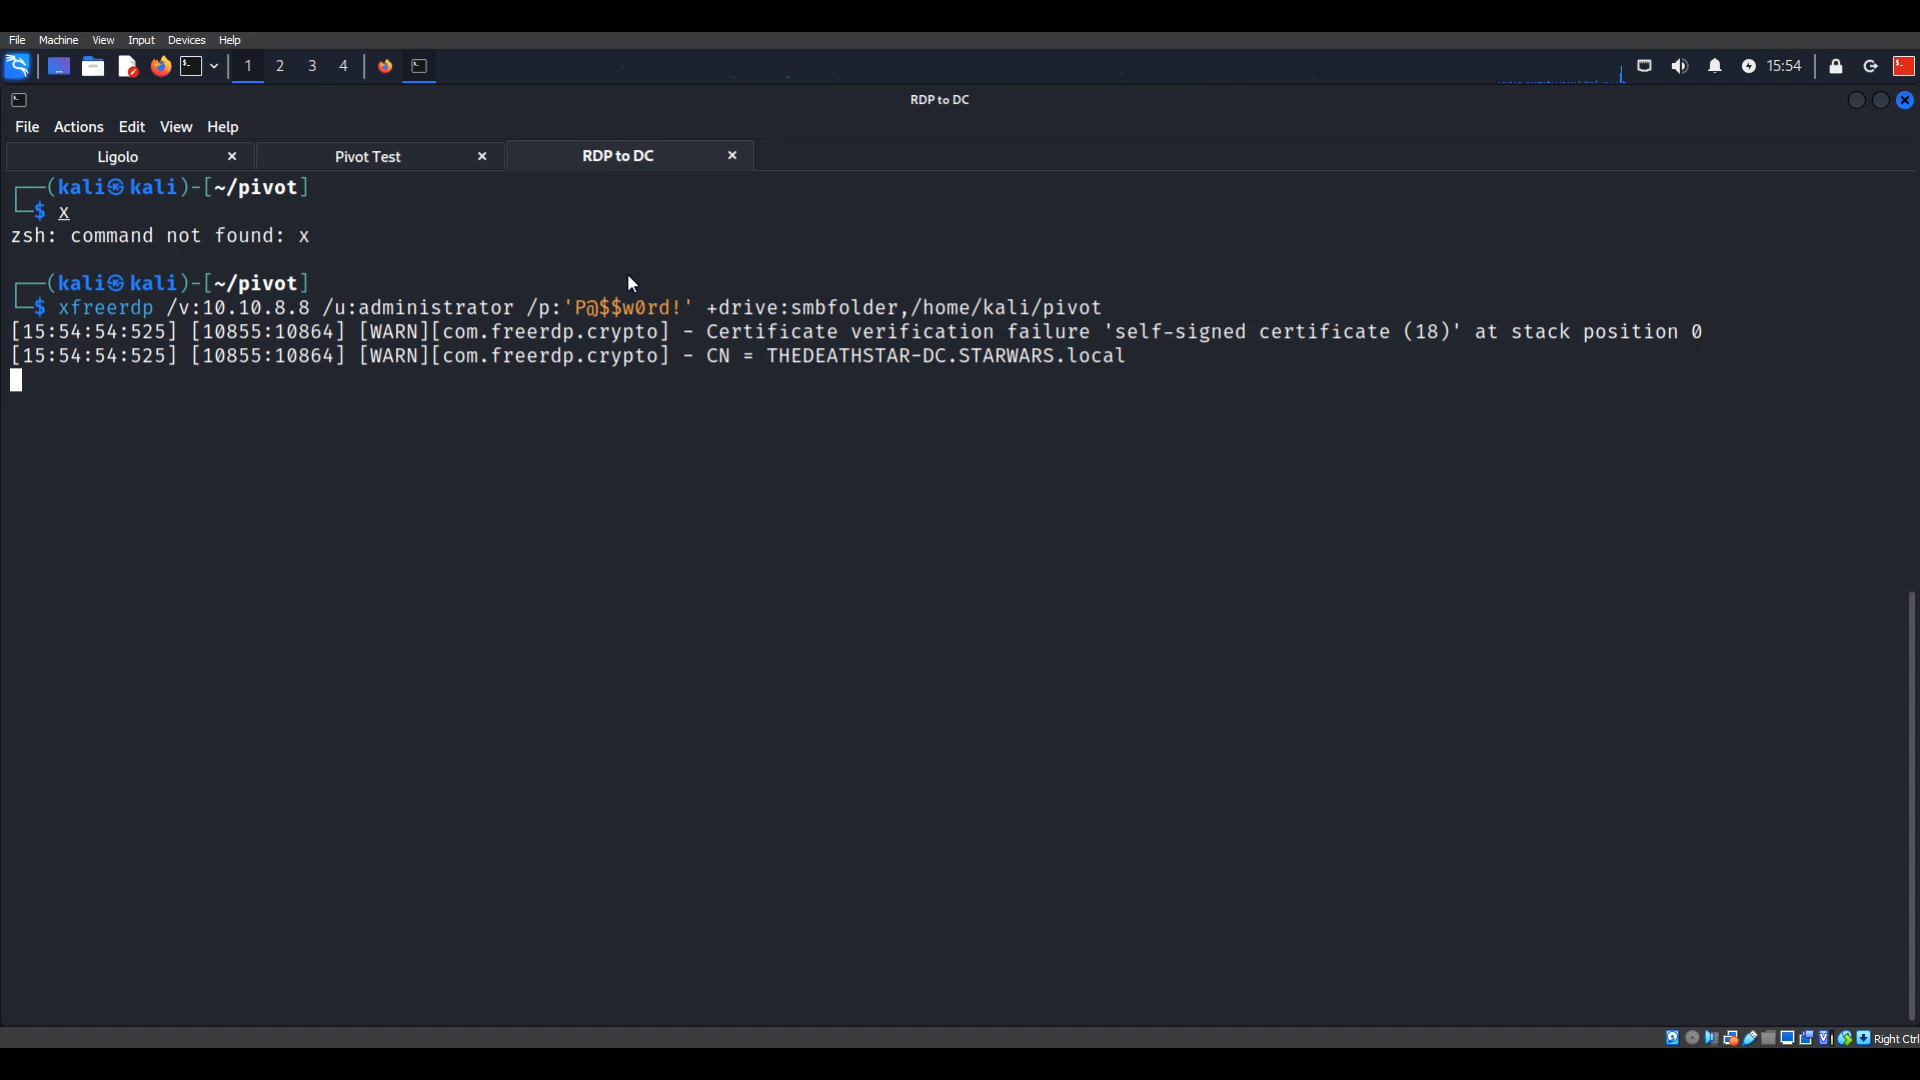 File Machine View Input Devices Help
1 2 3 4 15:54
RDP to DC
File Actions Edit View Help
Ligolo × Pivot Test × RDP to DC ×
┌──(kali㉿kali)-[~/pivot]
└─$ x
zsh: command not found: x
┌──(kali㉿kali)-[~/pivot]
└─$ xfreerdp /v:10.10.8.8 /u:administrator /p:'P@$$w0rd!' +drive:smbfolder,/home/kali/pivot
[15:54:54:525] [10855:10864] [WARN][com.freerdp.crypto] - Certificate verification failure 'self-signed certificate (18)' at stack position 0
[15:54:54:525] [10855:10864] [WARN][com.freerdp.crypto] - CN = THEDEATHSTAR-DC.STARWARS.local
Right Ctrl